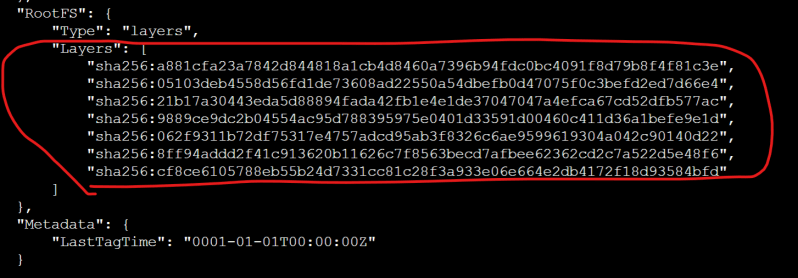 },
"RootFS": {
"Type": "layers",
"Layers": [
"sha256:a881cfa23a7842d844818a1cb4d8460a7396b94fdc0bc4091f8d79b8f4f81c3e",
"sha256:05103deb4558d56fd1de73608ad22550a54dbefb0d47075f0c3befd2ed7d66e4",
"sha256:21b17a30443eda5d88894fada42fb1e4e1de37047047a4efca67cd52dfb577ac",
"sha256:9889ce9dc2b04554ac95d788395975e0401d33591d00460c411d36a1befe9e1d",
"sha256:062f9311b72df75317e4757adcd95ab3f8326c6ae9599619304a042c90140d22",
"sha256:8ff94addd2f41c913620b11626c7f8563becd7afbee62362cd2c7a522d5e48f6",
"sha256:cf8ce6105788eb55b24d7331cc81c28f3a933e06e664e2db4172f18d93584bfd"
]
},
"Metadata": {
"LastTagTime": "0001-01-01T00:00:00Z"
}